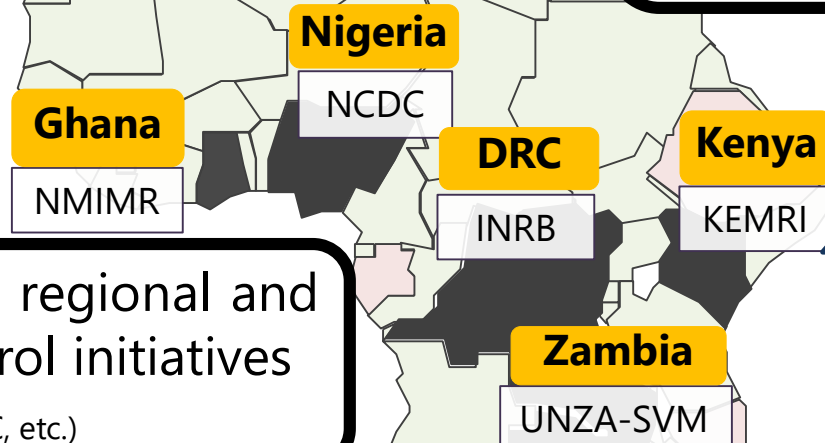 Nigeria
NCDC
Ghana
NMIMR
DRC
INRB
Kenya
KEMRI
regional and
rol initiatives
, etc.)
Zambia
UNZA-SVM